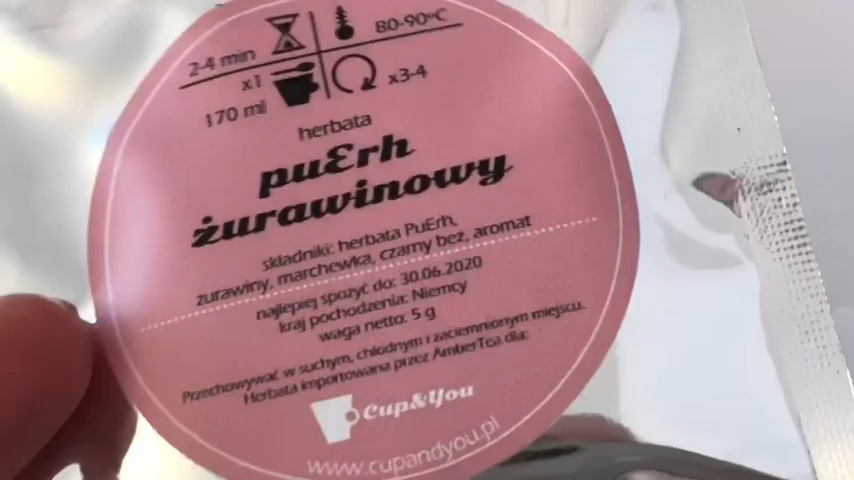 2-4 min 80-90°C
x1
170 ml x3-4
herbata
puErh
żurawinowy
składniki: herbata PuErh,
żurawiny, marchewka, czarny bez, aromat
najlepiej spożyć do: 30.06.2020
kraj pochodzenia: Niemcy
waga netto: 5 g
Przechowywać w suchym, chłodnym i zaciemnionym miejscu.
Herbata importowana przez AmberTea dla:
Cup&You
www.cupandyou.pl